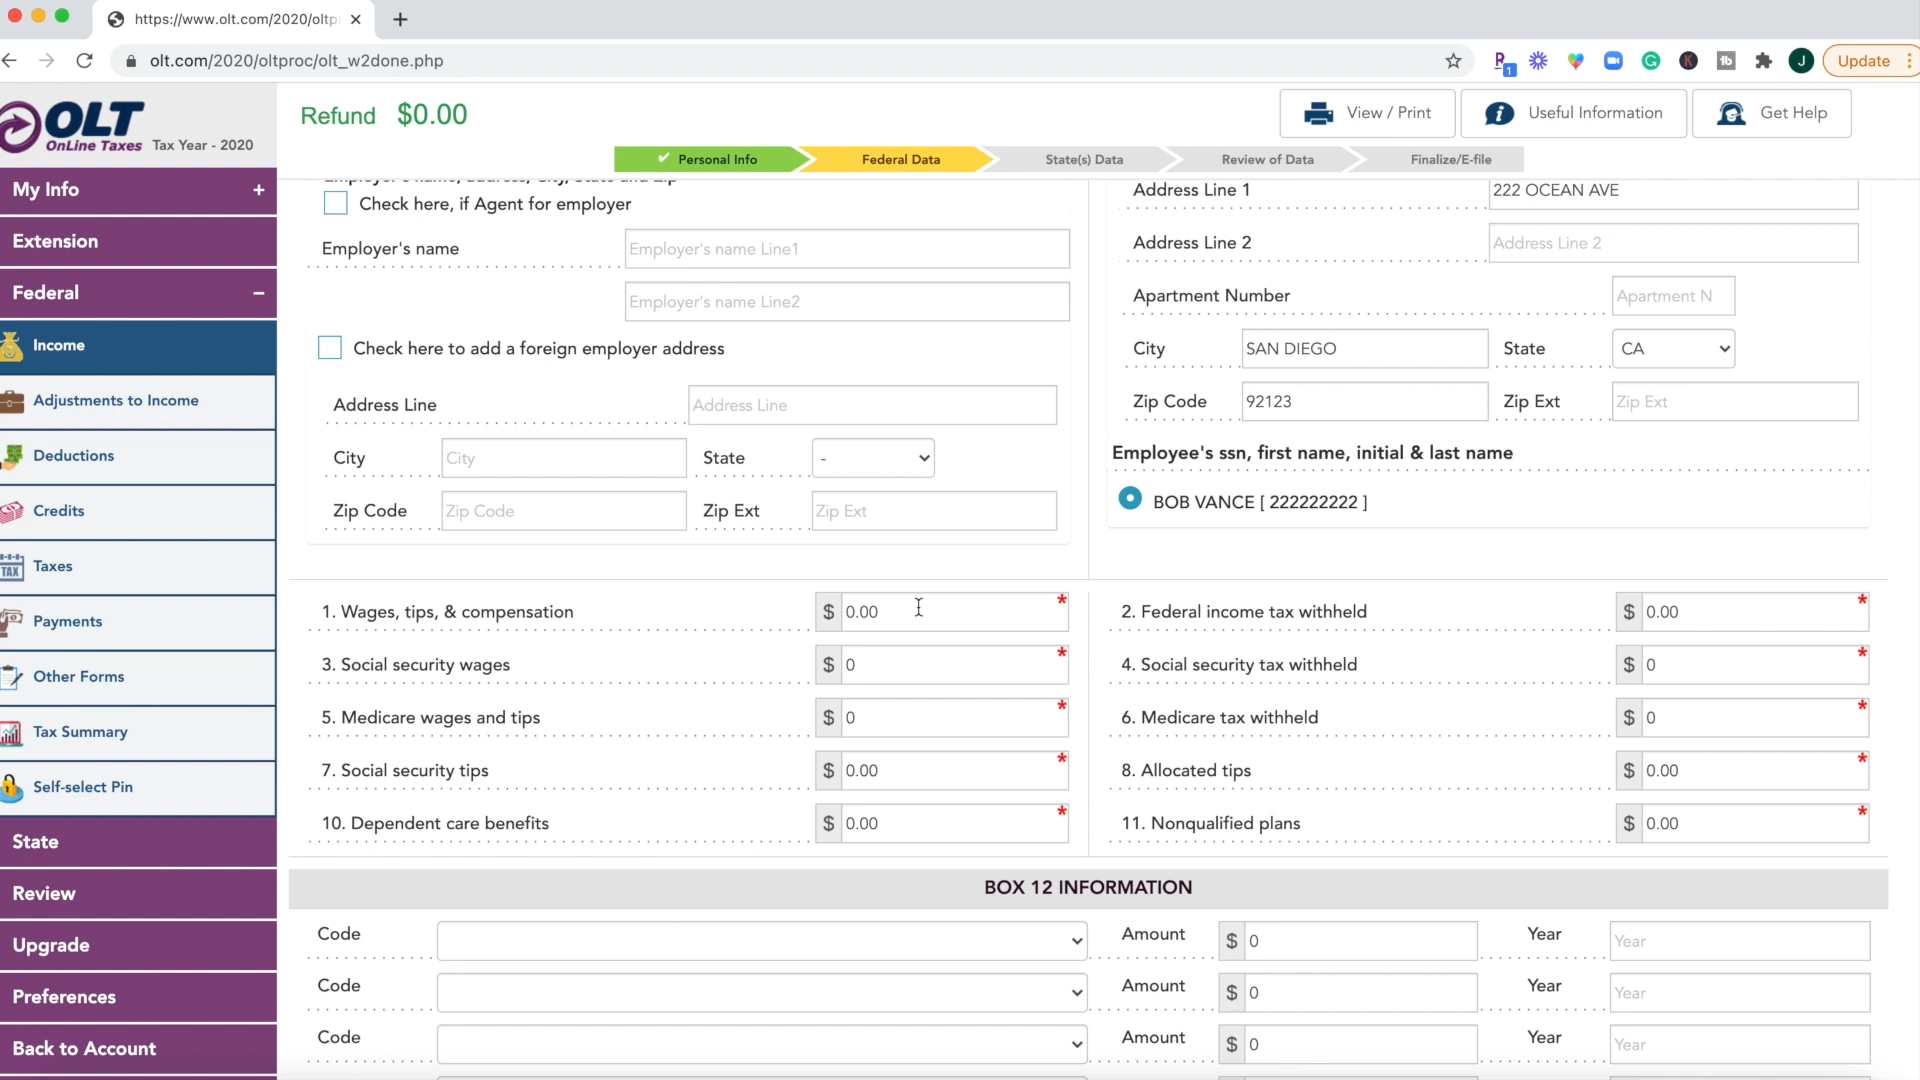 https://www.olt.com/2020/oltp
olt.com/2020/oltproc/olt_w2done.php
1
J
Update
OLT
OnLine Taxes
Tax Year - 2020
Refund $0.00
View / Print
Useful Information
Get Help
Personal Info
Federal Data
State(s) Data
Review of Data
Finalize/E-file
My Info +
Extension
Federal −
Income
Adjustments to Income
Deductions
Credits
TAX
Taxes
Payments
Other Forms
Tax Summary
Self-select Pin
State
Review
Upgrade
Preferences
Back to Account
Employer's name, address, City, State and Zip
Check here, if Agent for employer
Employer's name Employer's name Line1
Employer's name Line2
Check here to add a foreign employer address
Address Line Address Line
City City State -
Zip Code Zip Code Zip Ext Zip Ext
Address Line 1 222 OCEAN AVE
Address Line 2 Address Line 2
Apartment Number Apartment N
City SAN DIEGO State CA
Zip Code 92123 Zip Ext Zip Ext
Employee's ssn, first name, initial & last name
BOB VANCE [ 222222222 ]
1. Wages, tips, & compensation $ 0.00 * 2. Federal income tax withheld $ 0.00 *
3. Social security wages $ 0 * 4. Social security tax withheld $ 0 *
5. Medicare wages and tips $ 0 * 6. Medicare tax withheld $ 0 *
7. Social security tips $ 0.00 * 8. Allocated tips $ 0.00 *
10. Dependent care benefits $ 0.00 * 11. Nonqualified plans $ 0.00 *
BOX 12 INFORMATION
Code Amount $ 0 Year Year
Code Amount $ 0 Year Year
Code Amount $ 0 Year Year